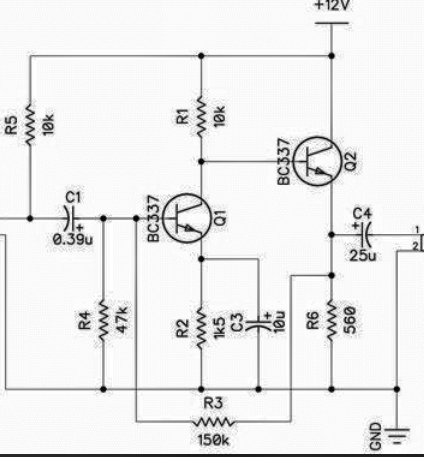 +12V
R5
10k
R1
10k
BC337
Q2
C1
+
0.39u
BC337
Q1
C4
+
25u
1
2
R4
47k
R2
1k5
C3
+
10u
R6
560
R3
150k
GND